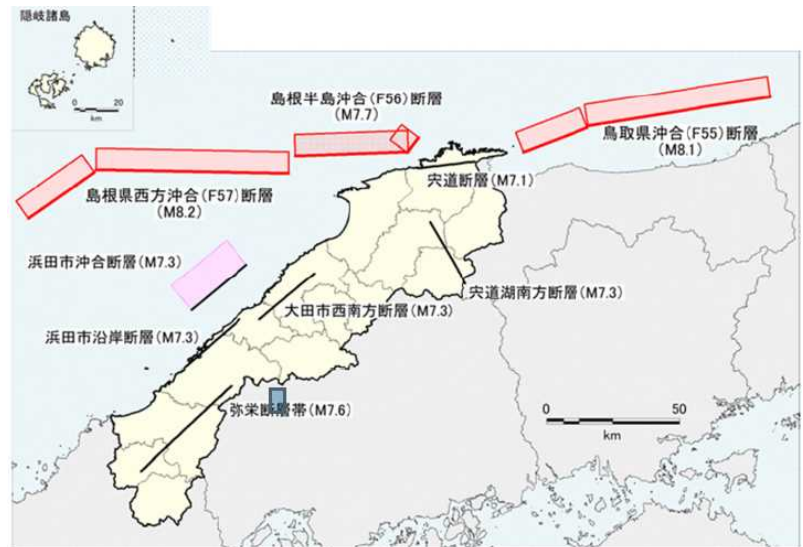 隠岐諸島
0 20
km
島根半島沖合(F56)断層
(M7.7)
鳥取県沖合(F55)断層
(M8.1)
島根県西方沖合(F57)断層
(M8.2)
宍道断層(M7.1)
浜田市沖合断層(M7.3)
宍道湖南方断層(M7.3)
大田市西南方断層(M7.3)
浜田市沿岸断層(M7.3)
弥栄断層帯(M7.6)
0 50
km